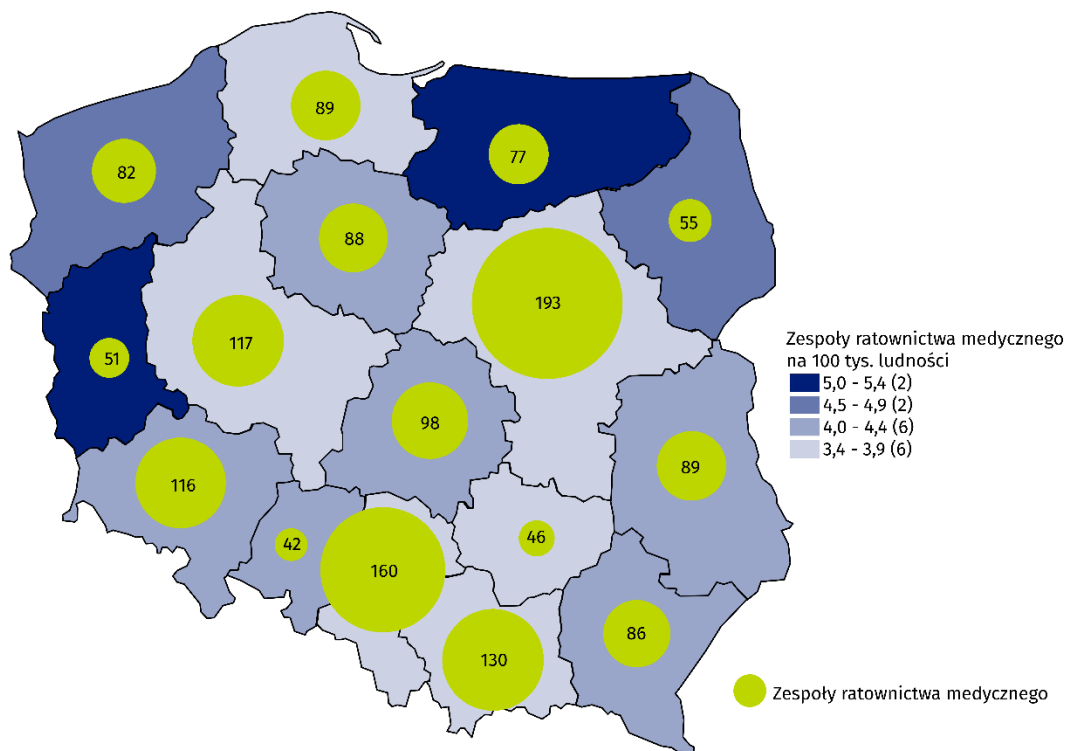 89
77
82
55
88
193
117
51
98
89
116
42
46
160
86
130
Zespoły ratownictwa medycznego
na 100 tys. ludności
5,0 - 5,4 (2)
4,5 - 4,9 (2)
4,0 - 4,4 (6)
3,4 - 3,9 (6)
Zespoły ratownictwa medycznego